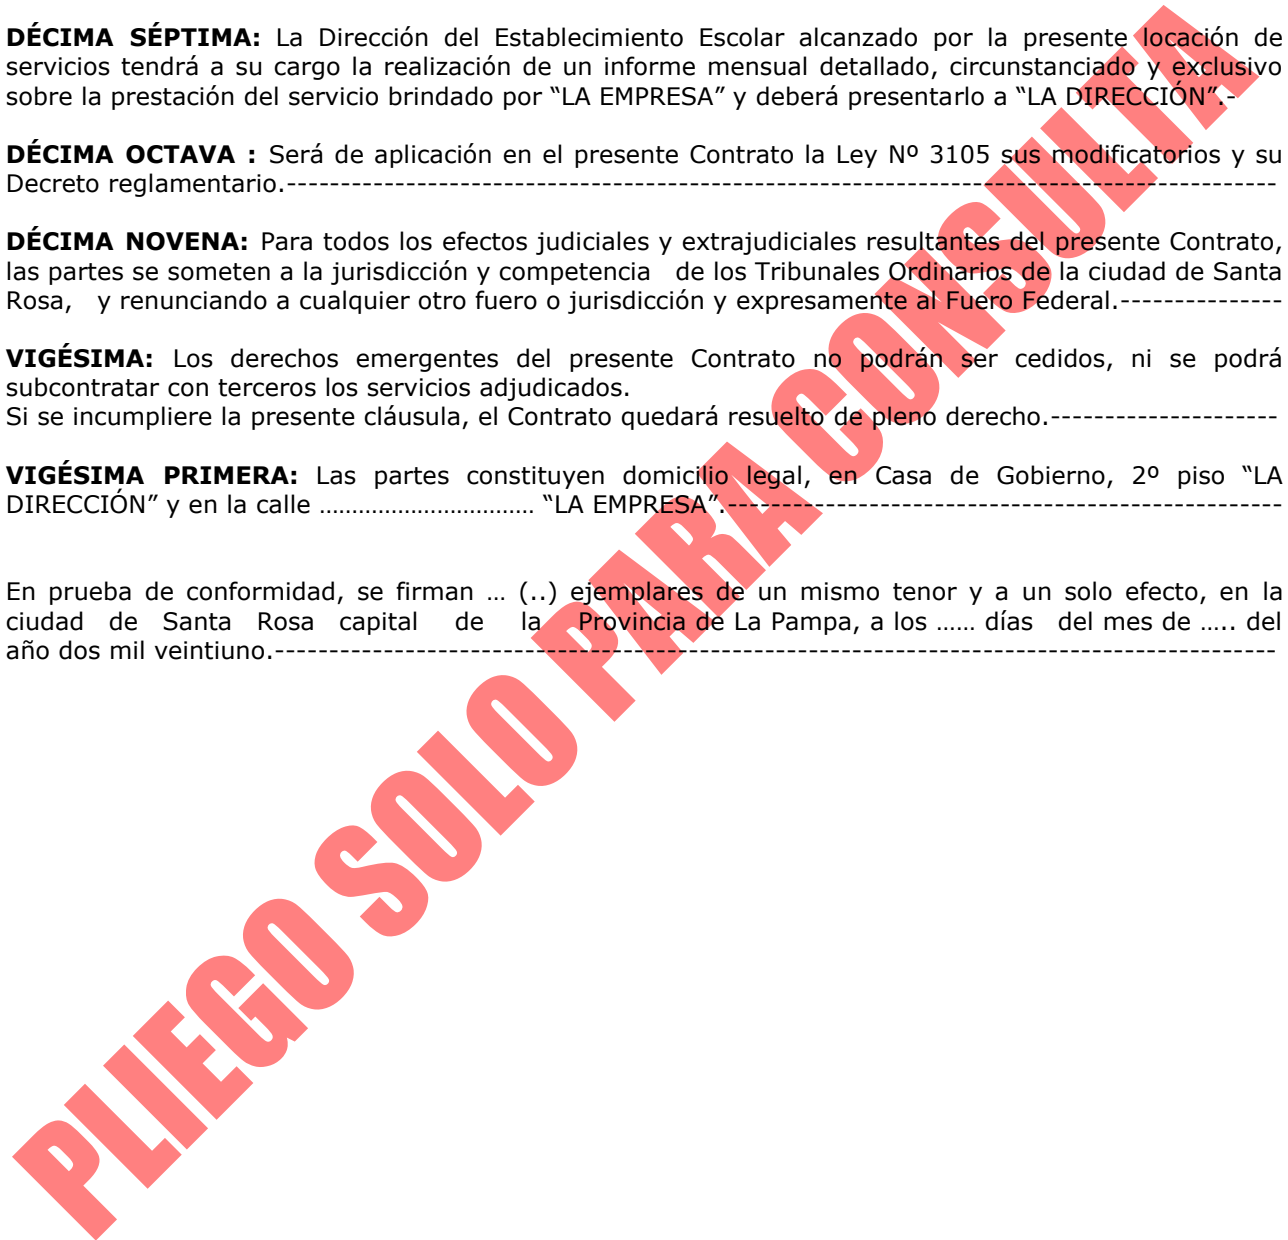 DÉCIMA SÉPTIMA: La Dirección del Establecimiento Escolar alcanzado por la presente locación de
servicios tendrá a su cargo la realización de un informe mensual detallado, circunstanciado y exclusivo
sobre la prestación del servicio brindado por “LA EMPRESA” y deberá presentarlo a “LA DIRECCIÓN”.-
DÉCIMA OCTAVA : Será de aplicación en el presente Contrato la Ley Nº 3105 sus modificatorios y su
Decreto reglamentario.--------------------------------------------------------------------------------------------
DÉCIMA NOVENA: Para todos los efectos judiciales y extrajudiciales resultantes del presente Contrato,
las partes se someten a la jurisdicción y competencia de los Tribunales Ordinarios de la ciudad de Santa
Rosa, y renunciando a cualquier otro fuero o jurisdicción y expresamente al Fuero Federal.---------------
VIGÉSIMA: Los derechos emergentes del presente Contrato no podrán ser cedidos, ni se podrá
subcontratar con terceros los servicios adjudicados.
Si se incumpliere la presente cláusula, el Contrato quedará resuelto de pleno derecho.---------------------
VIGÉSIMA PRIMERA: Las partes constituyen domicilio legal, en Casa de Gobierno, 2º piso “LA
DIRECCIÓN” y en la calle …………………………… “LA EMPRESA”.----------------------------------------------------
En prueba de conformidad, se firman … (..) ejemplares de un mismo tenor y a un solo efecto, en la
ciudad de Santa Rosa capital de la Provincia de La Pampa, a los …… días del mes de ….. del
año dos mil veintiuno.---------------------------------------------------------------------------------------------
PLIEGO SOLO PARA CONSULTA